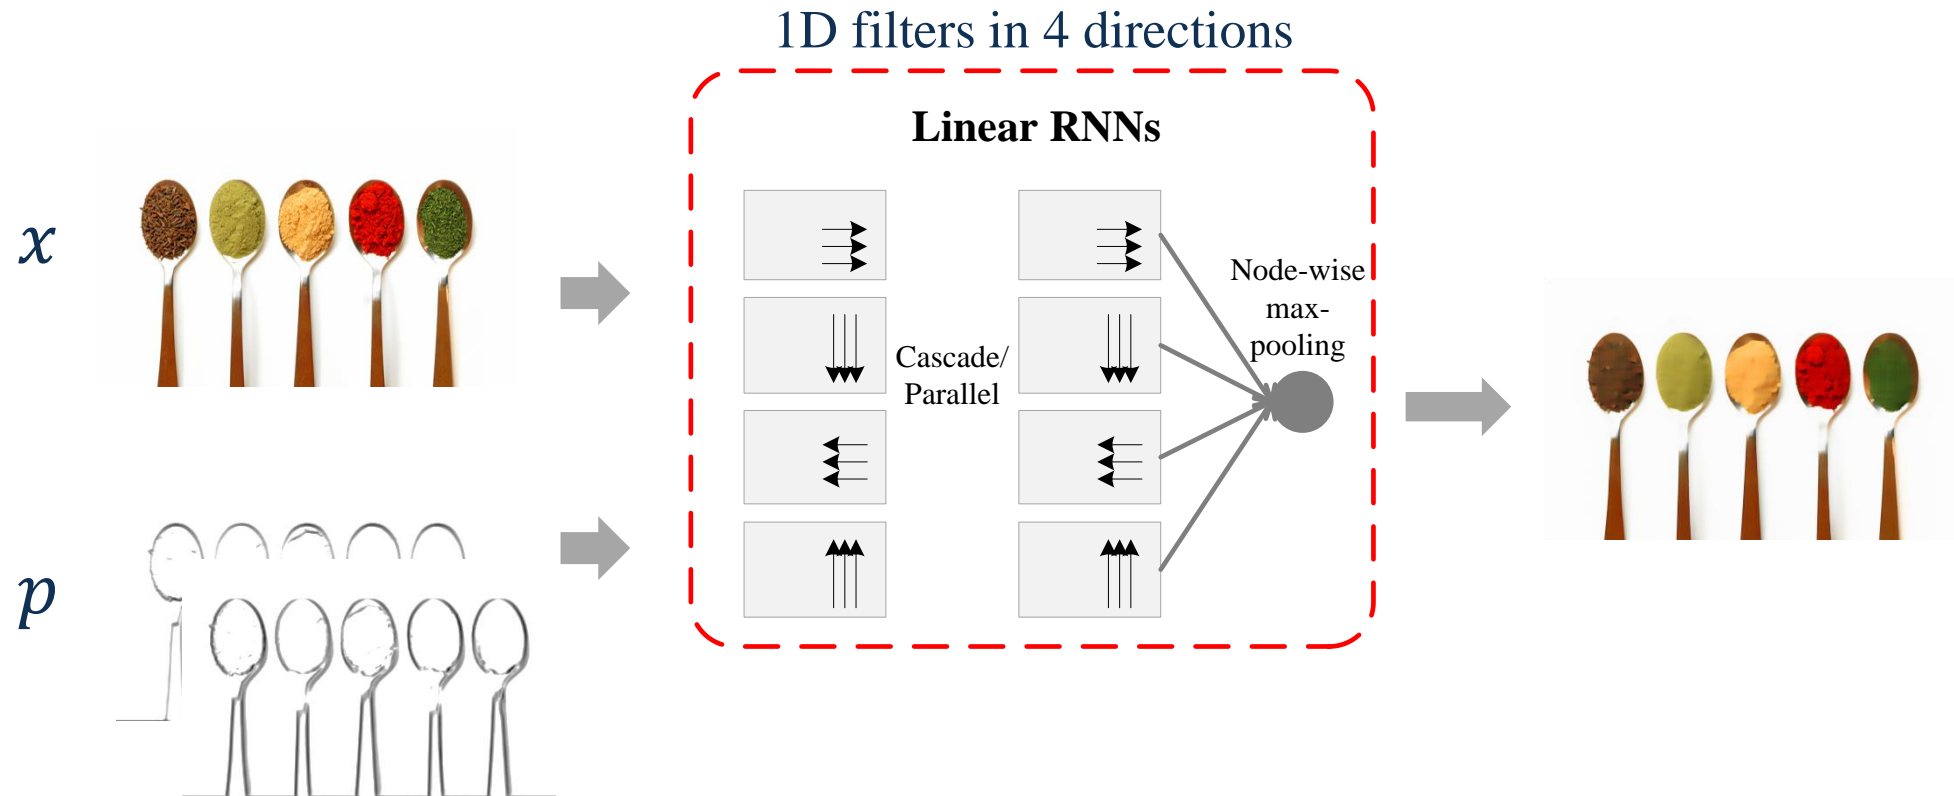 1D filters in 4 directions
Linear RNNs
x
Node-wise
max-
pooling
Cascade/
Parallel
p